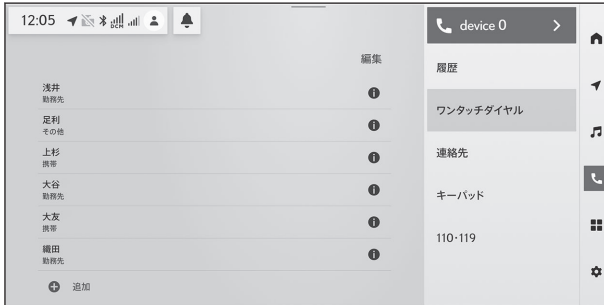 12:05
DCM
編集
浅井
勤務先
足利
その他
上杉
携帯
大谷
勤務先
大友
携帯
織田
勤務先
追加
device 0
履歴
ワンタッチダイヤル
連絡先
キーパッド
110・119